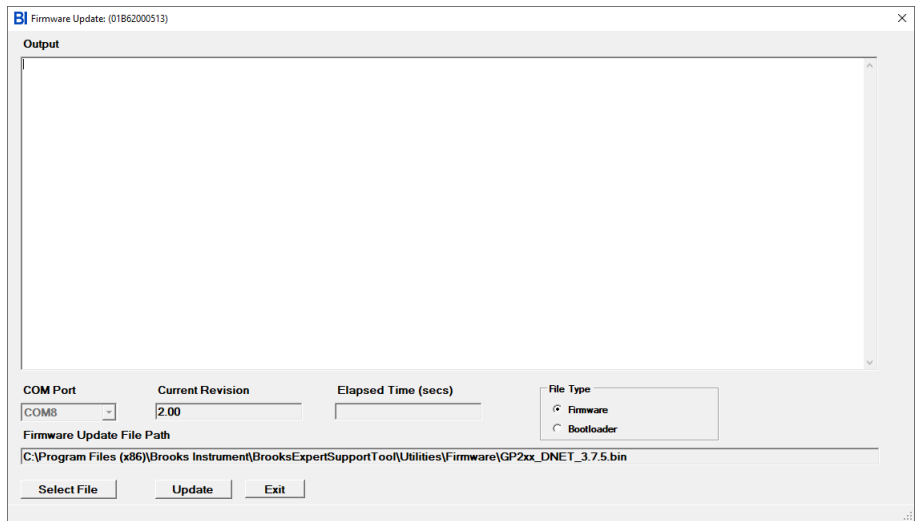 BI Firmware Update: (01B62000513)
Output
COM Port Current Revision Elapsed Time (secs) File Type
COM8 2.00 Firmware
Bootloader
Firmware Update File Path
C:\Program Files (x86)\Brooks Instrument\BrooksExpertSupportTool\Utilities\Firmware\GP2xx_DNET_3.7.5.bin
Select File Update Exit